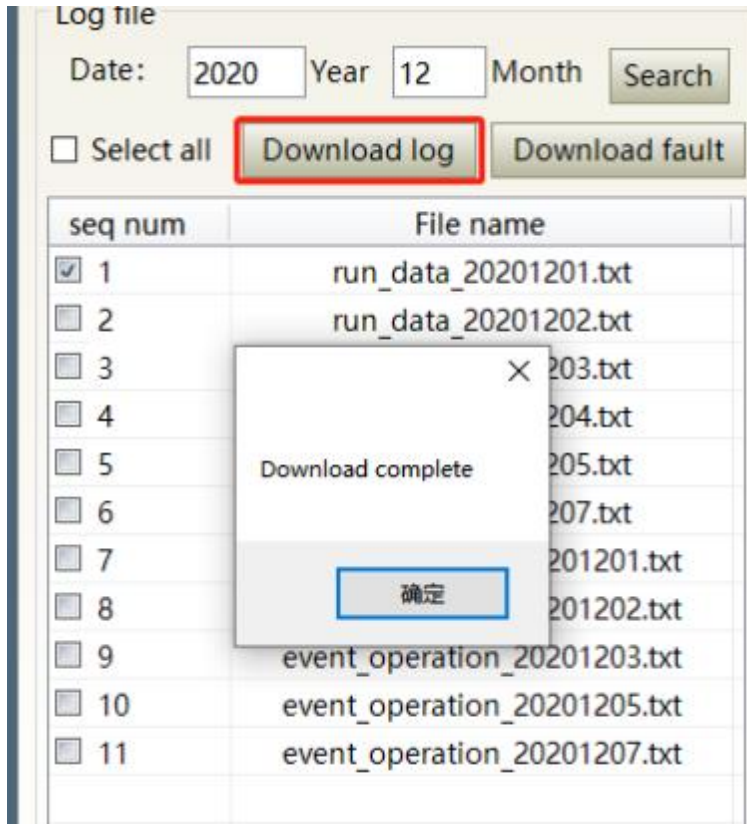 Log file
Date: 2020 Year 12 Month Search
Select all Download log Download fault
seq num File name
1 run_data_20201201.txt
2 run_data_20201202.txt
3 203.txt
4 204.txt
5 Download complete 205.txt
6 207.txt
7 201201.txt
8 确定 201202.txt
9 event_operation_20201203.txt
10 event_operation_20201205.txt
11 event_operation_20201207.txt